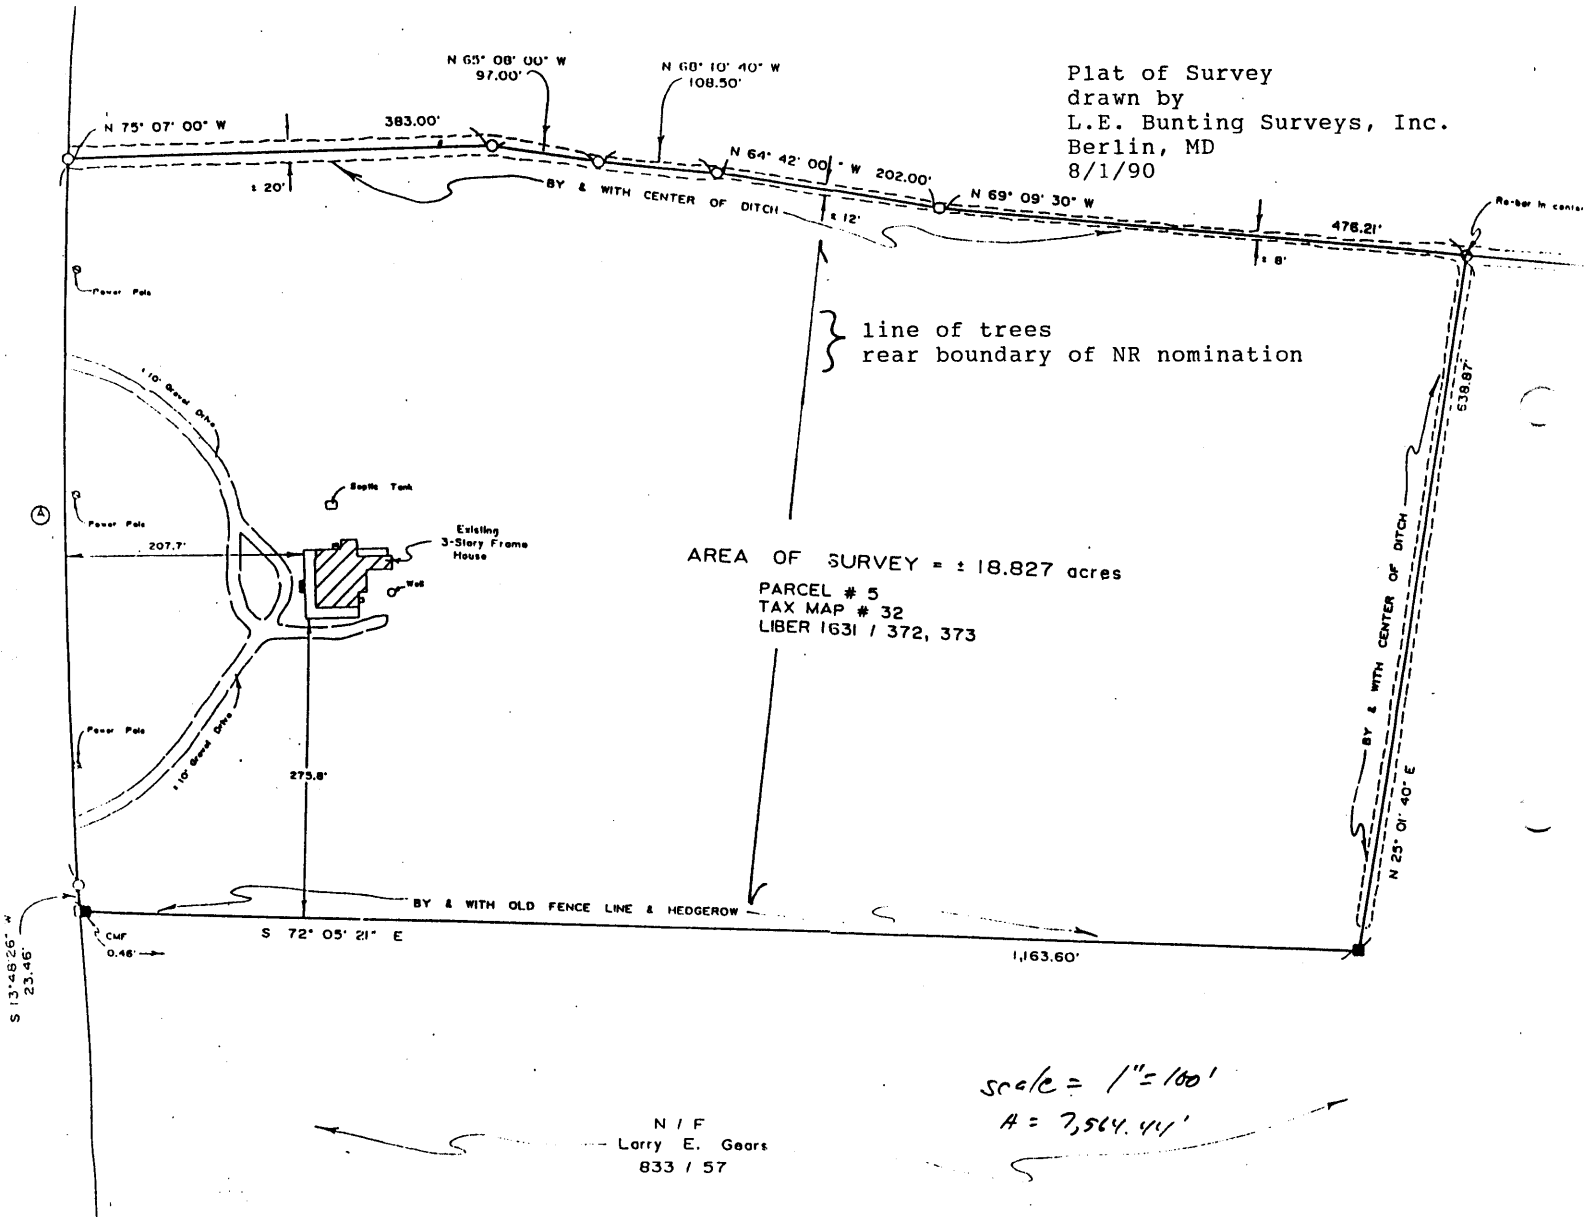 Plat of Survey
drawn by
L.E. Bunting Surveys, Inc.
Berlin, MD
8/1/90
N 65° 08' 00" W
97.00'
N 68° 10' 40" W
108.50'
N 75° 07' 00" W
383.00'
N 64° 42' 00" W 202.00'
N 69° 09' 30" W
476.21'
± 20'
BY & WITH CENTER OF DITCH
± 12'
± 8'
Re-bar in
Power Pole
line of trees
rear boundary of NR nomination
±10' Gravel Drive
638.87'
Septic Tank
Power Pole
Existing
3-Story Frame
House
207.7'
Well
AREA OF SURVEY = ± 18.827 acres
PARCEL # 5
TAX MAP # 32
LIBER 1631 / 372, 373
BY & WITH CENTER OF DITCH
N 25° 01' 40" E
Power Pole
±10' Gravel Drive
275.8'
BY & WITH OLD FENCE LINE & HEDGEROW
S 72° 05' 21" E
1,163.60'
CMF
0.46'
S 13° 48' 26" W
23.46'
scale = 1"=100'
N / F
Larry E. Gears
833 / 57
A